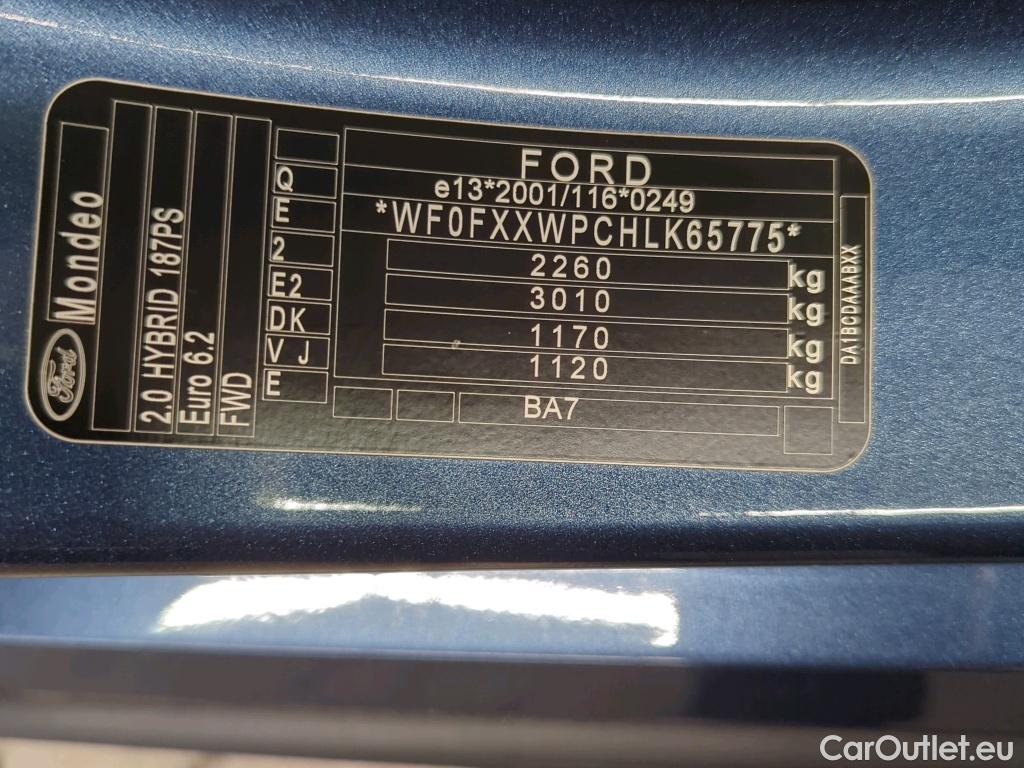 FORD
e13*2001/116*0249
*WF0FXXWPCHLK65775*
2260 kg
3010 kg
1170 kg
1120 kg
BA7
Q
E
2
E2
DK
V J
E
Ford
Mondeo
2.0 HYBRID 187PS
Euro 6.2
FWD
DA1BCDAAABXX
CarOutlet.eu